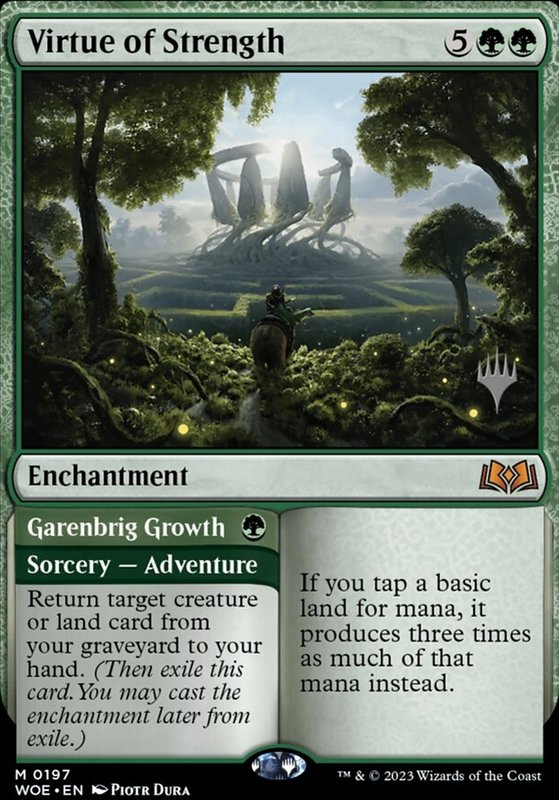 Virtue of Strength 5
Enchantment
Garenbrig Growth
Sorcery — Adventure
Return target creature
or land card from
your graveyard to your
hand. (Then exile this
card. You may cast the
enchantment later from
exile.)
If you tap a basic
land for mana, it
produces three times
as much of that
mana instead.
M 0197
WOE • EN Piotr Dura
™ & © 2023 Wizards of the Coast